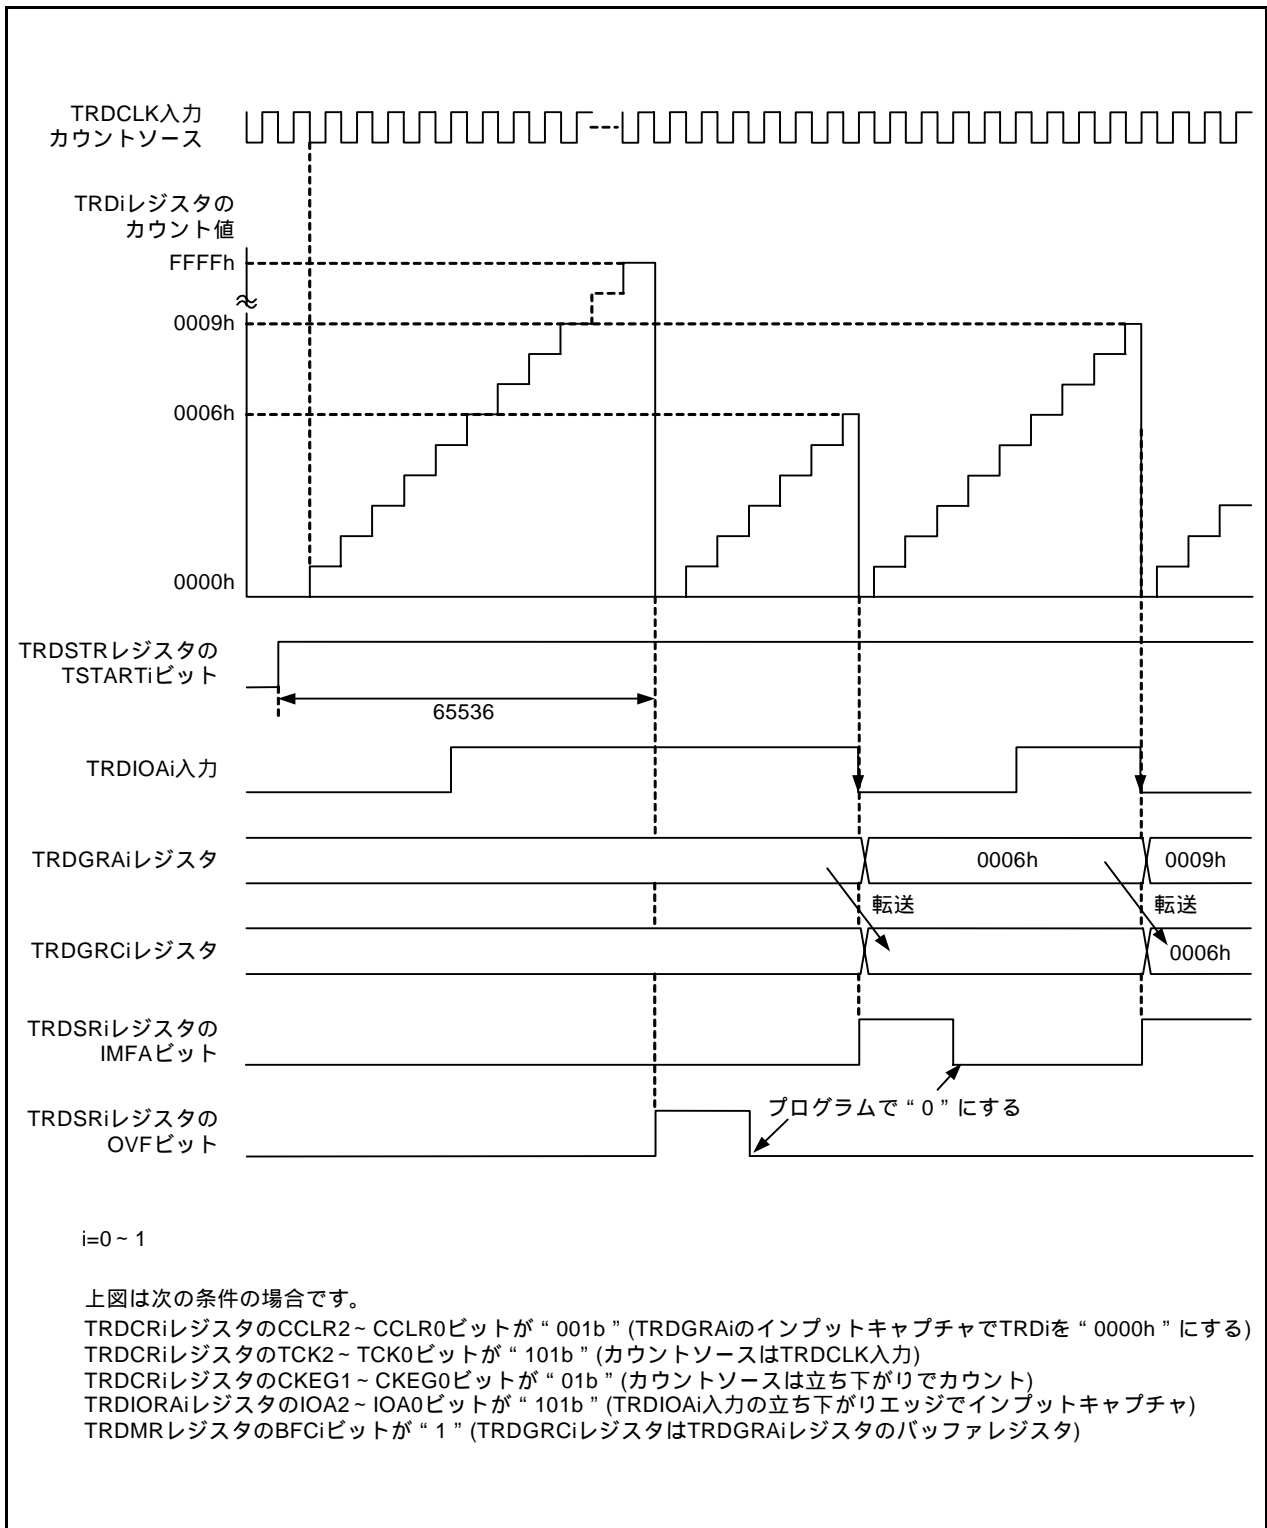 TRDCLK入力
カウントソース
TRDiレジスタの
カウント値
FFFFh
0009h
0006h
0000h
TRDSTRレジスタの
TSTARTiビット
65536
TRDIOAi入力
TRDGRAiレジスタ
0006h
0009h
転送
転送
TRDGRCiレジスタ
0006h
TRDSRiレジスタの
IMFAビット
プログラムで“0”にする
TRDSRiレジスタの
OVFビット
i=0~1
上図は次の条件の場合です。
TRDCRiレジスタのCCLR2~CCLR0ビットが“001b”(TRDGRAiのインプットキャプチャでTRDiを“0000h”にする)
TRDCRiレジスタのTCK2~TCK0ビットが“101b”(カウントソースはTRDCLK入力)
TRDCRiレジスタのCKEG1~CKEG0ビットが“01b”(カウントソースは立ち下がりでカウント)
TRDIORAiレジスタのIOA2~IOA0ビットが“101b”(TRDIOAi入力の立ち下がりエッジでインプットキャプチャ)
TRDMRレジスタのBFCiビットが“1”(TRDGRCiレジスタはTRDGRAiレジスタのバッファレジスタ)